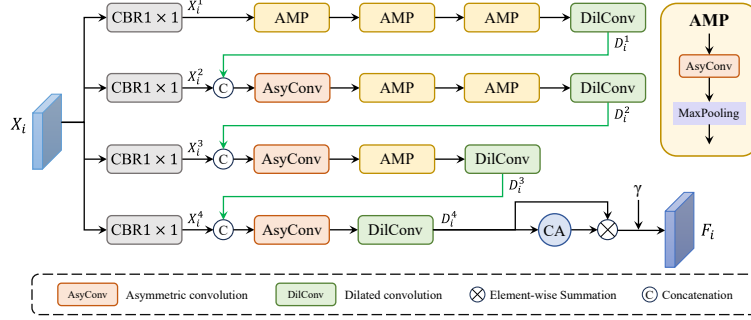 CBR1 × 1 X_i^1 AMP AMP AMP DilConv
D_i^1
CBR1 × 1 X_i^2 C AsyConv AMP AMP DilConv
D_i^2
X_i
CBR1 × 1 X_i^3 C AsyConv AMP DilConv
D_i^3
CBR1 × 1 X_i^4 C AsyConv DilConv D_i^4 CA γ F_i
AMP
AsyConv
MaxPooling
AsyConv Asymmetric convolution DilConv Dilated convolution Element-wise Summation C Concatenation